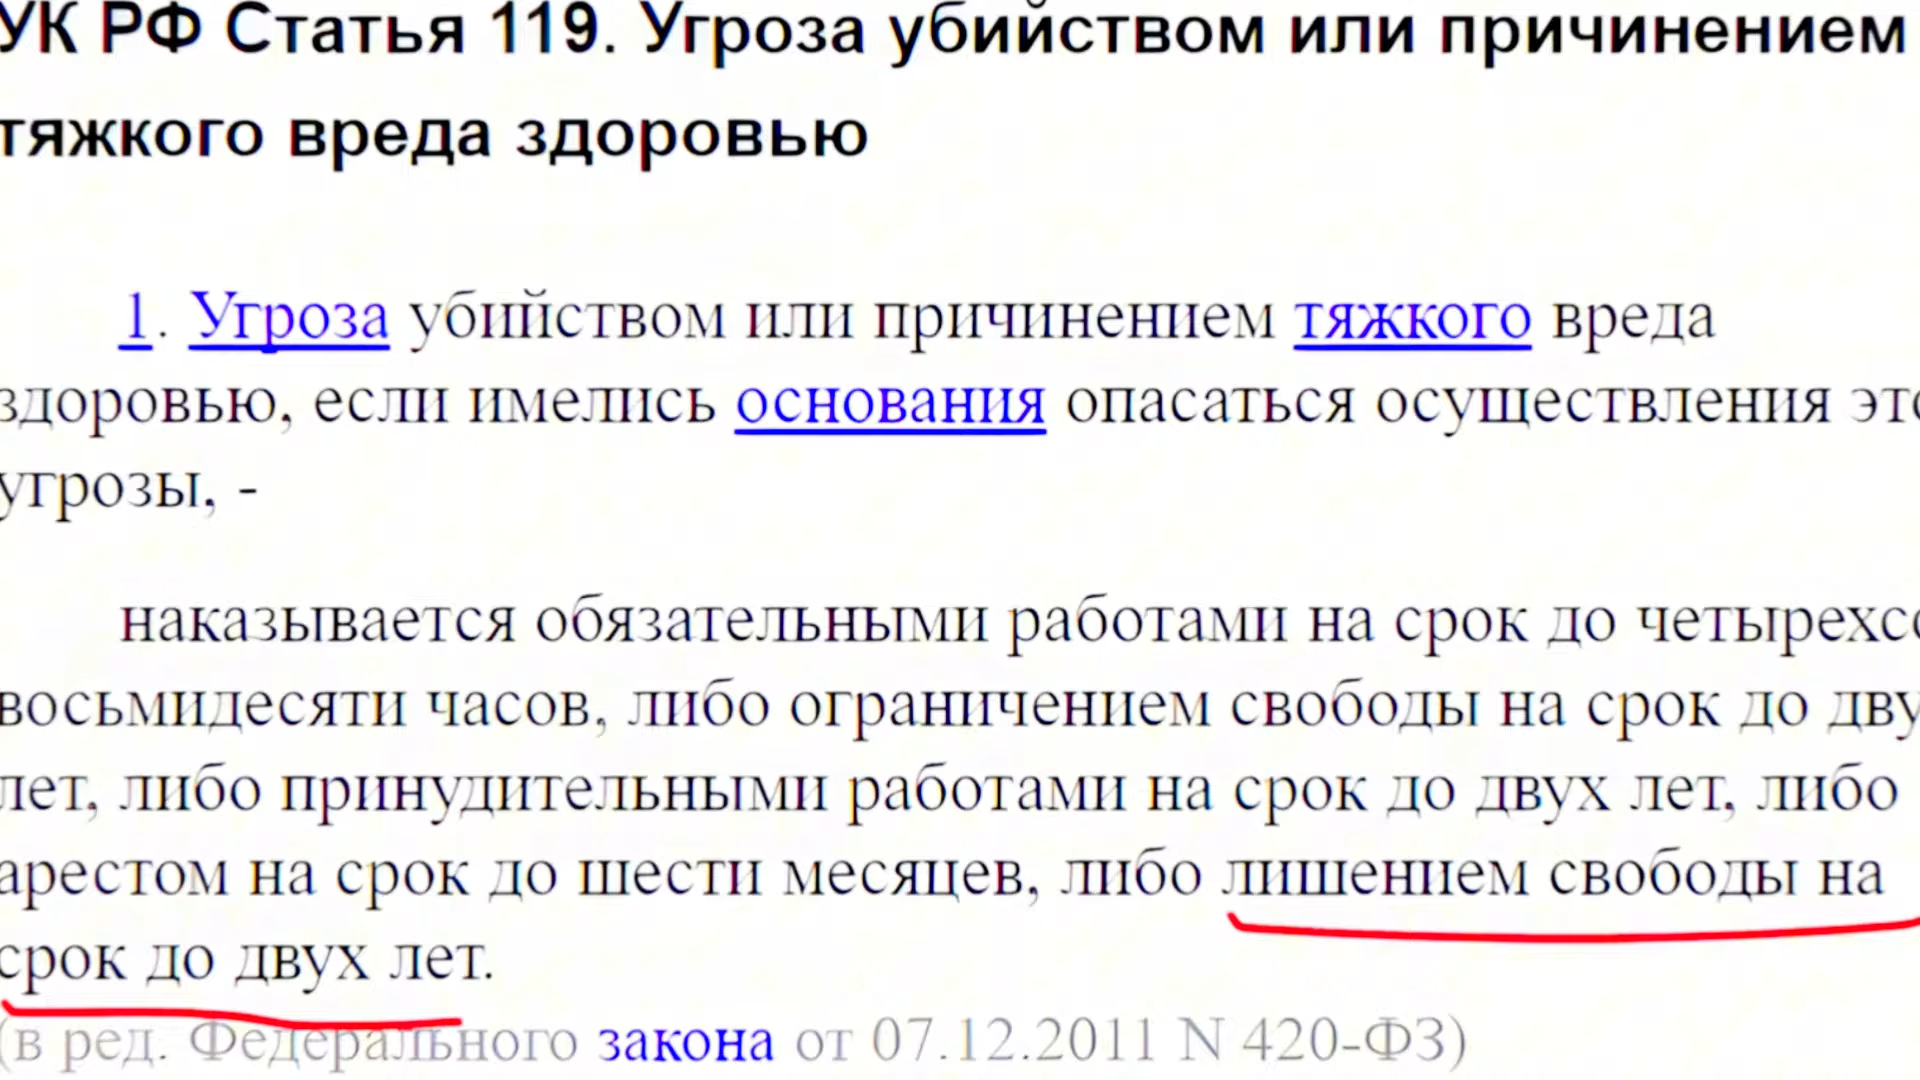 УК РФ Статья 119. Угроза убийством или причинением
тяжкого вреда здоровью
1. Угроза убийством или причинением тяжкого вреда
здоровью, если имелись основания опасаться осуществления это
угрозы, -
наказывается обязательными работами на срок до четырехсо
восьмидесяти часов, либо ограничением свободы на срок до дву
лет, либо принудительными работами на срок до двух лет, либо
арестом на срок до шести месяцев, либо лишением свободы на
срок до двух лет.
(в ред. Федерального закона от 07.12.2011 N 420-ФЗ)